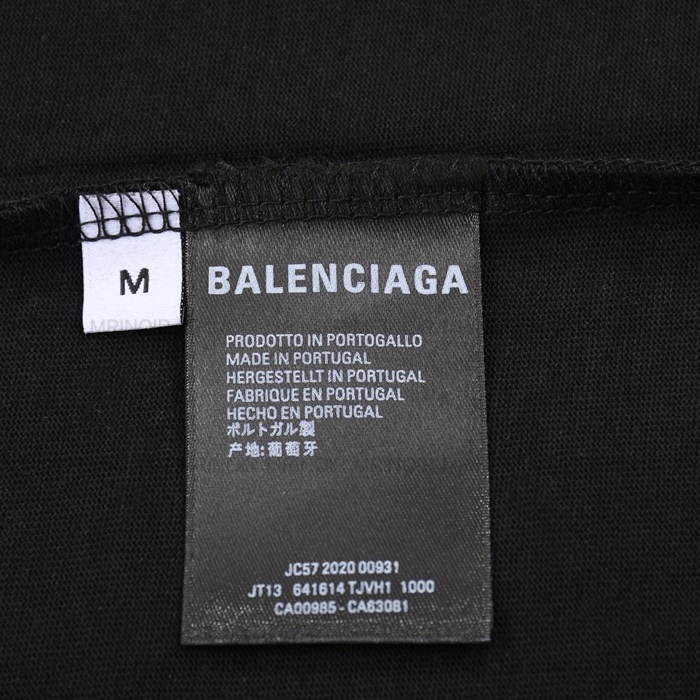 M
BALENCIAGA
PRODOTTO IN PORTOGALLO
MADE IN PORTUGAL
HERGESTELLT IN PORTUGAL
FABRIQUE EN PORTUGAL
HECHO EN PORTUGAL
ポルトガル製
产地:葡萄牙
JC57 2020 00931
JT13 641614 TJVH1 1000
CA00985-CA63081